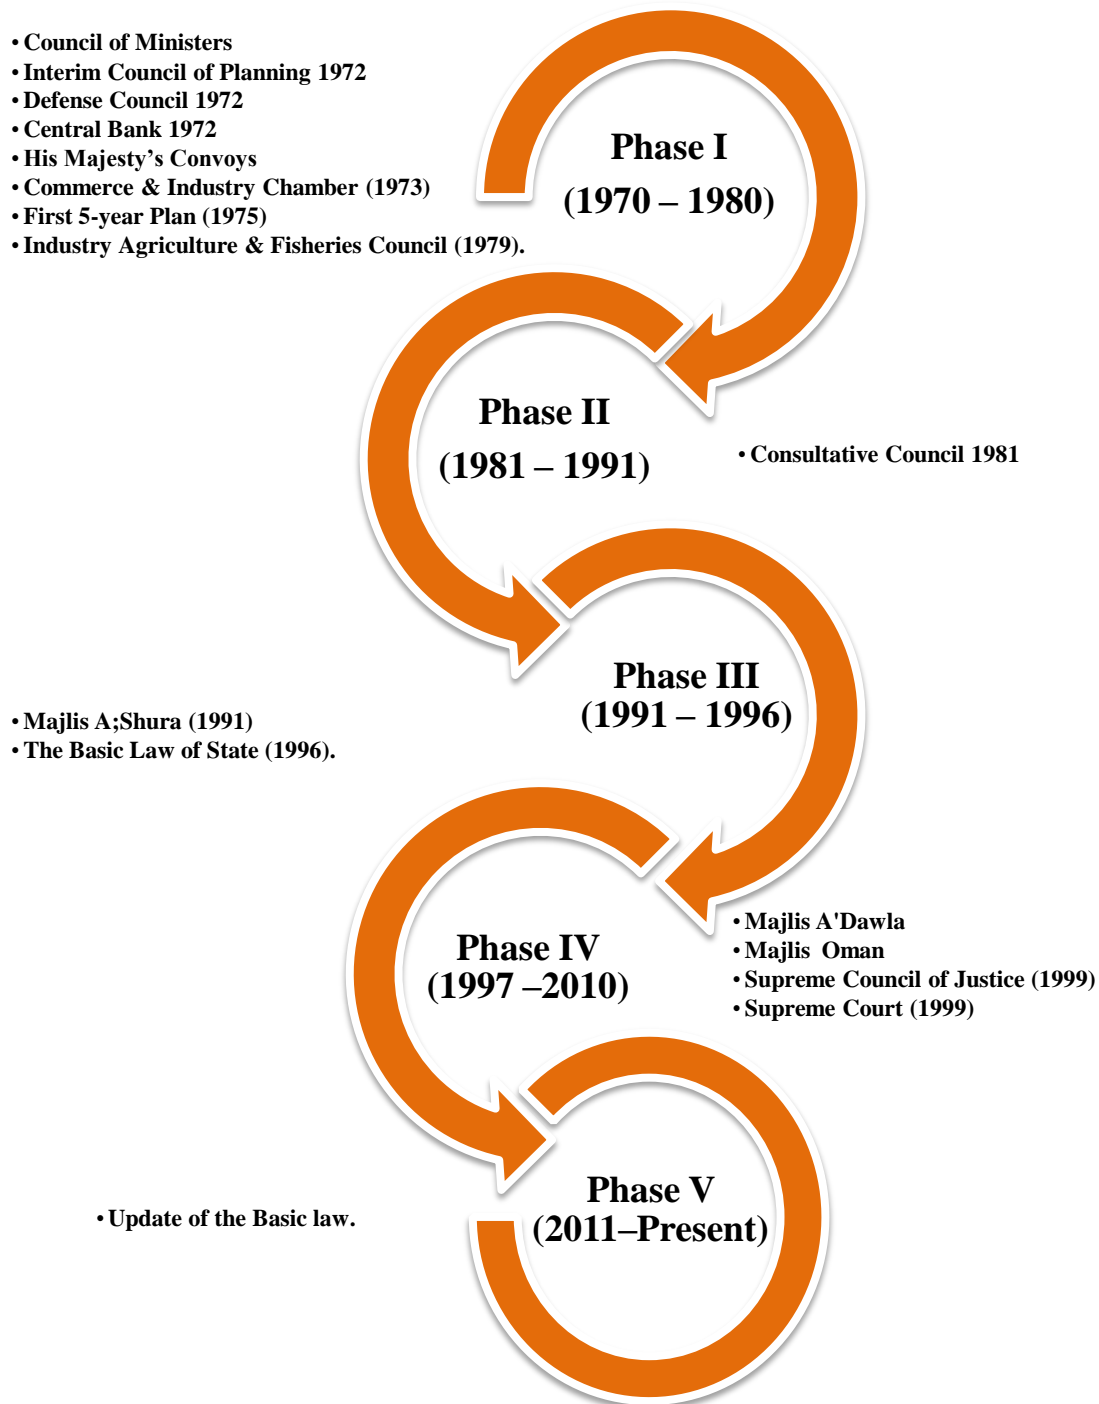 • Council of Ministers
• Interim Council of Planning 1972
• Defense Council 1972
• Central Bank 1972
• His Majesty’s Convoys
• Commerce & Industry Chamber (1973)
• First 5-year Plan (1975)
• Industry Agriculture & Fisheries Council (1979).
Phase I
(1970 – 1980)
Phase II
(1981 – 1991)
• Consultative Council 1981
Phase III
(1991 – 1996)
• Majlis A;Shura (1991)
• The Basic Law of State (1996).
Phase IV
(1997 –2010)
• Majlis A'Dawla
• Majlis  Oman
• Supreme Council of Justice (1999)
• Supreme Court (1999)
Phase V
(2011–Present)
• Update of the Basic law.